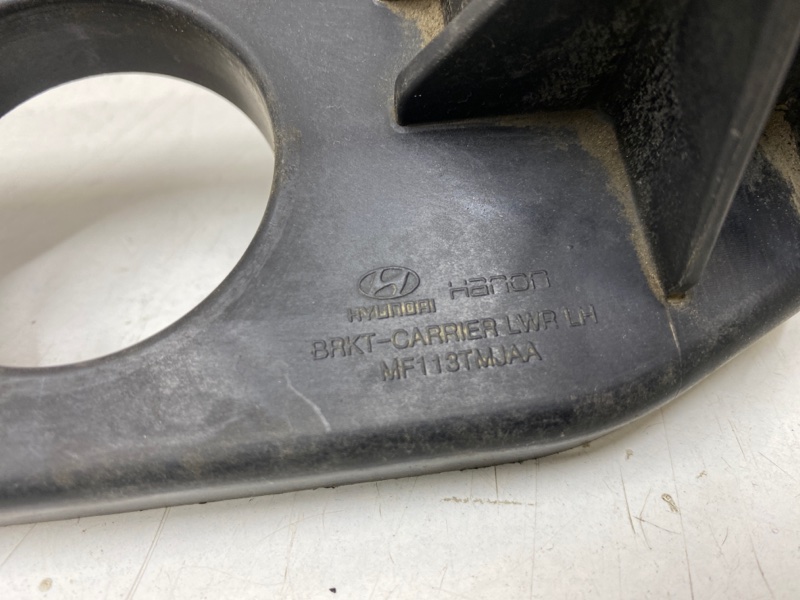 HYUNDAI Hanon
BRKT-CARRIER LWR LH
MF113TMJAA